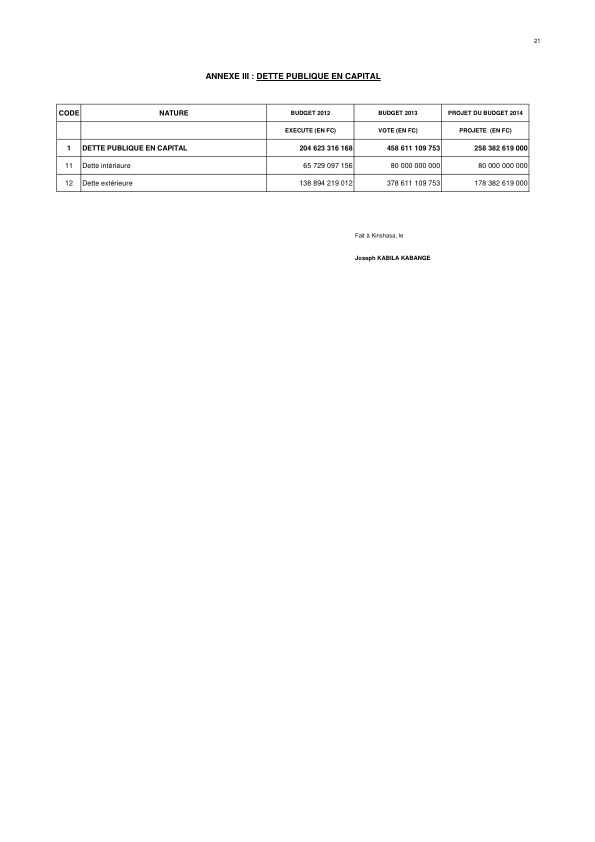 21
ANNEXE III : DETTE PUBLIQUE EN CAPITAL
CODE NATURE BUDGET 2012 BUDGET 2013 PROJET DU BUDGET 2014
EXECUTE (EN FC) VOTE (EN FC) PROJETE (EN FC)
1 DETTE PUBLIQUE EN CAPITAL 204 623 316 168 458 611 109 753 258 382 619 000
11 Dette intérieure 65 729 097 156 80 000 000 000 80 000 000 000
12 Dette extérieure 138 894 219 012 378 611 109 753 178 382 619 000
Fait à Kinshasa, le
Joseph KABILA KABANGE